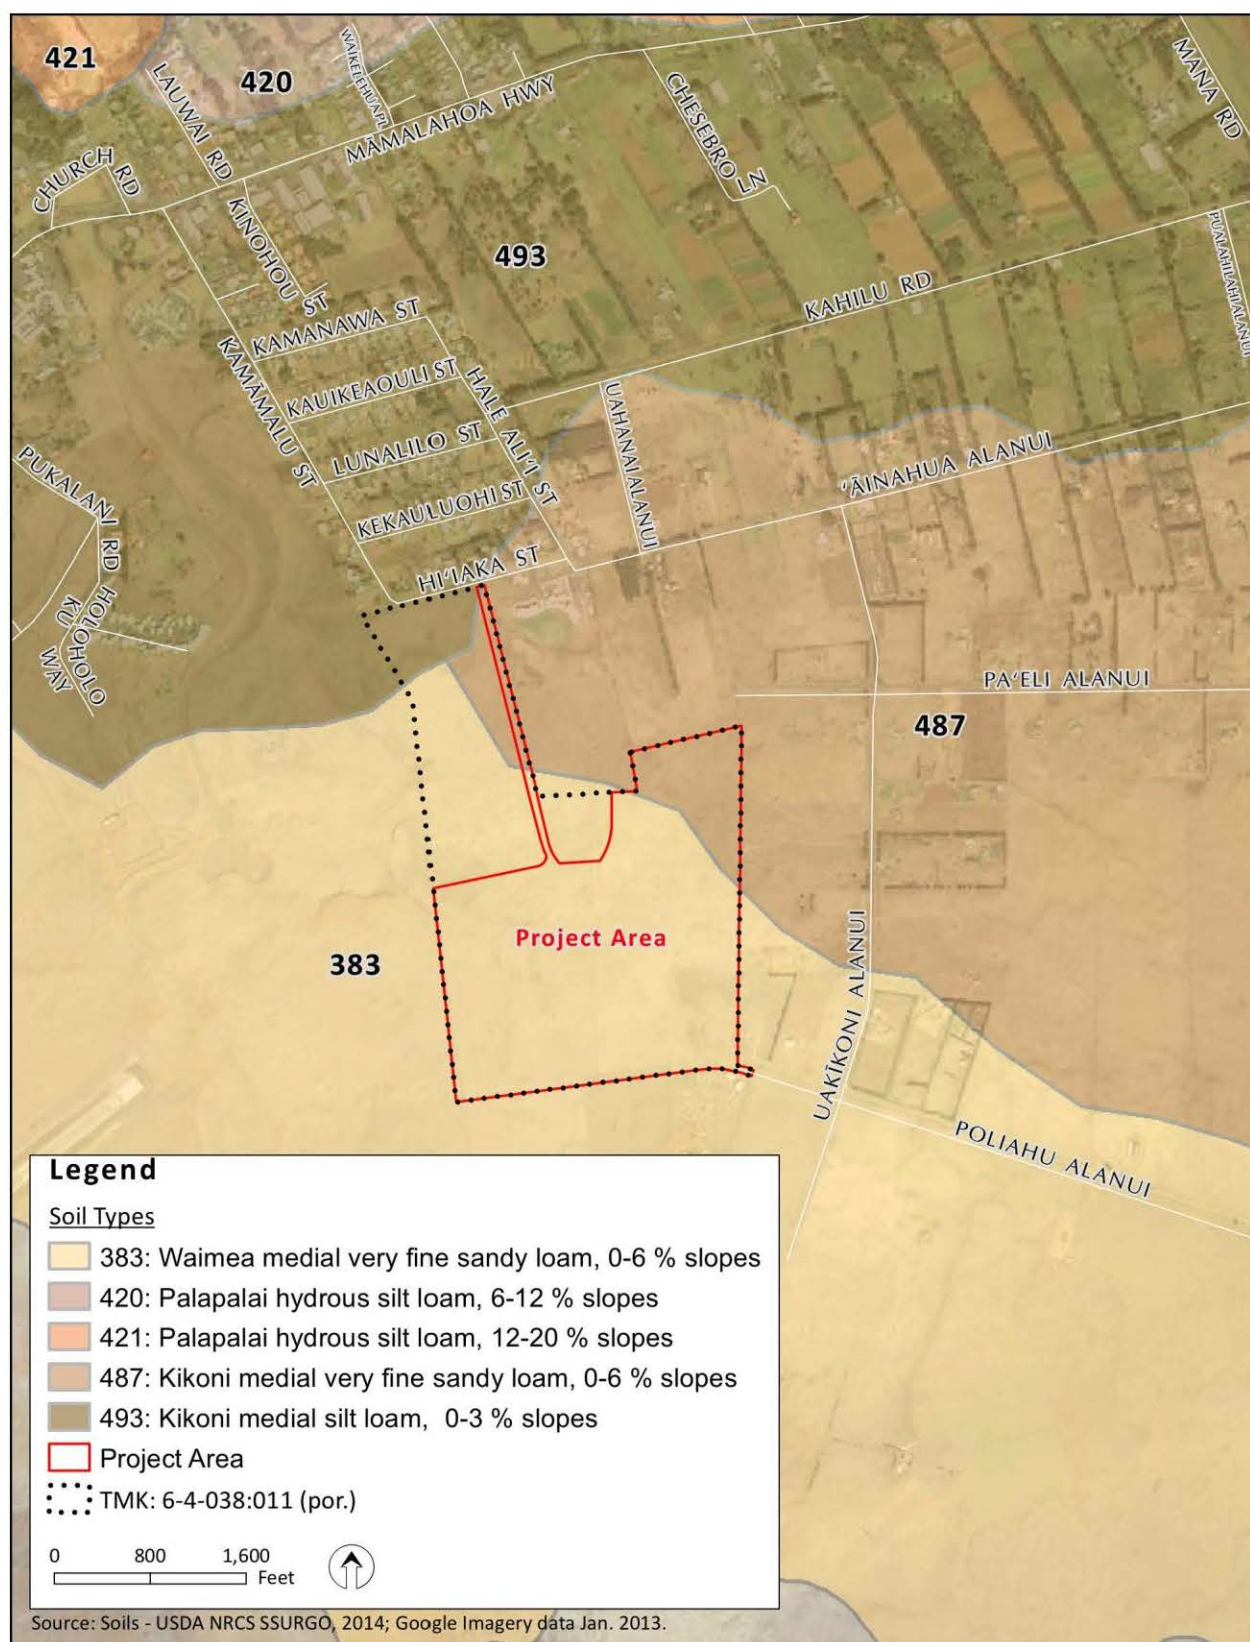 421
420
LAUWAI RD
WAIKELEHUA PL
MĀMALAHOA HWY
CHESEBRO LN
MANA RD
CHURCH RD
KINOHOU ST
493
PUALAHILAHI ALANUI
KAHILU RD
KAMANAWA ST
KAMĀMALU ST
KAUIKEAOULI ST
HALE ALI‘I ST
UAHANAI ALANUI
LUNALILO ST
‘ĀINAHUA ALANUI
PUKALANI RD
KEKAULUOHI ST
HI‘IAKA ST
HOLOHOLO
KU
WAY
PA‘ELI ALANUI
487
Project Area
383
UAKĪKONI ALANUI
POLIAHU ALANUI
Legend
Soil Types
383: Waimea medial very fine sandy loam, 0-6 % slopes
420: Palapalai hydrous silt loam, 6-12 % slopes
421: Palapalai hydrous silt loam, 12-20 % slopes
487: Kikoni medial very fine sandy loam, 0-6 % slopes
493: Kikoni medial silt loam, 0-3 % slopes
Project Area
TMK: 6-4-038:011 (por.)
0 800 1,600
Feet
Source: Soils - USDA NRCS SSURGO, 2014; Google Imagery data Jan. 2013.